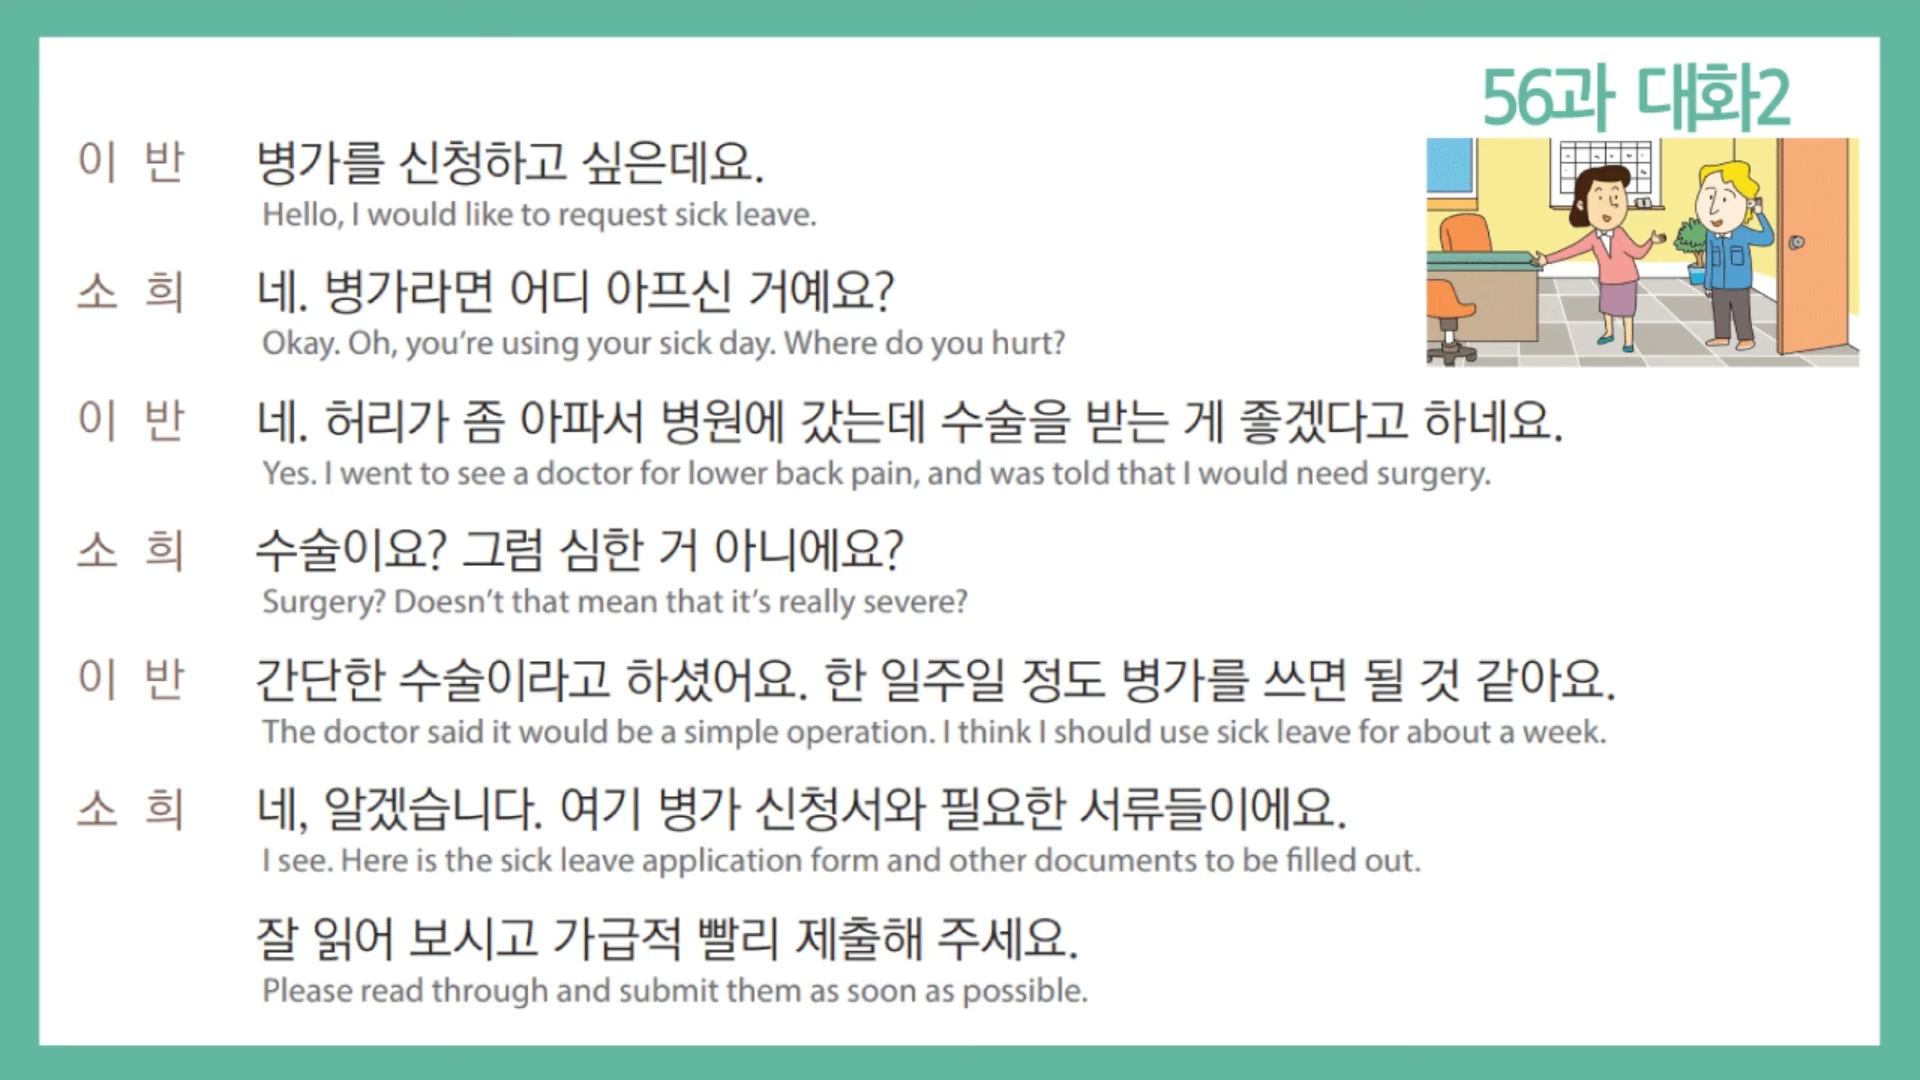 56과 대화2
이 반 병가를 신청하고 싶은데요.
Hello, I would like to request sick leave.
소 희 네. 병가라면 어디 아프신 거예요?
Okay. Oh, you're using your sick day. Where do you hurt?
이 반 네. 허리가 좀 아파서 병원에 갔는데 수술을 받는 게 좋겠다고 하네요.
Yes. I went to see a doctor for lower back pain, and was told that I would need surgery.
소 희 수술이요? 그럼 심한 거 아니에요?
Surgery? Doesn't that mean that it's really severe?
이 반 간단한 수술이라고 하셨어요. 한 일주일 정도 병가를 쓰면 될 것 같아요.
The doctor said it would be a simple operation. I think I should use sick leave for about a week.
소 희 네, 알겠습니다. 여기 병가 신청서와 필요한 서류들이에요.
I see. Here is the sick leave application form and other documents to be filled out.
잘 읽어 보시고 가급적 빨리 제출해 주세요.
Please read through and submit them as soon as possible.